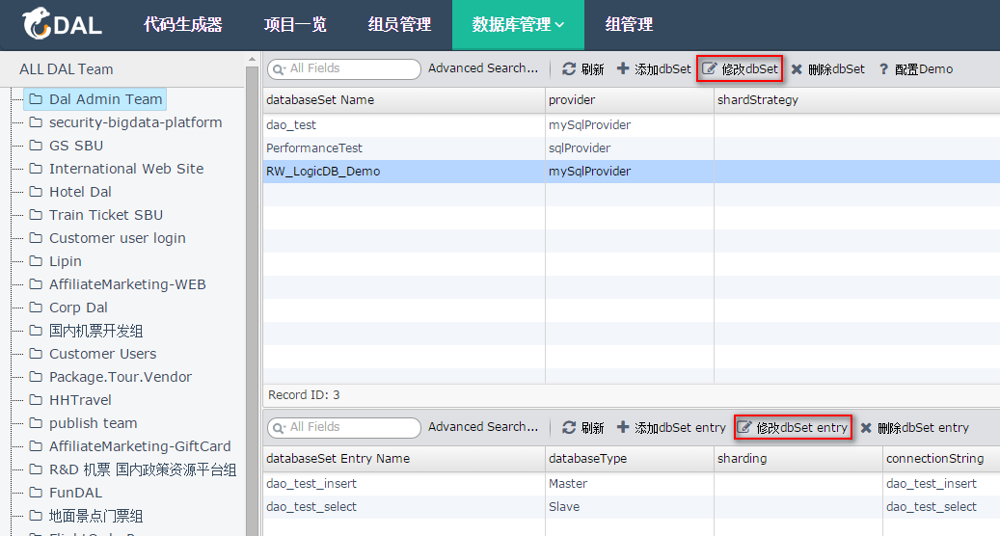 DAL 代码生成器 项目一览 组员管理 数据库管理 组管理
ALL DAL Team
Dal Admin Team
security-bigdata-platform
GS SBU
International Web Site
Hotel Dal
Train Ticket SBU
Customer user login
Lipin
AffiliateMarketing-WEB
Corp Dal
国内机票开发组
Customer Users
Package.Tour.Vendor
HHTravel
publish team
AffiliateMarketing-GiftCard
R&D 机票 国内政策资源平台组
FunDAL
地面景点门票组
All Fields Advanced Search... 刷新 添加dbSet 修改dbSet 删除dbSet ? 配置Demo
databaseSet Name provider shardStrategy
dao_test mySqlProvider
PerformanceTest sqlProvider
RW_LogicDB_Demo mySqlProvider
Record ID: 3
All Fields Advanced Search... 刷新 添加dbSet entry 修改dbSet entry 删除dbSet entry
databaseSet Entry Name databaseType sharding connectionString
dao_test_insert Master dao_test_insert
dao_test_select Slave dao_test_select